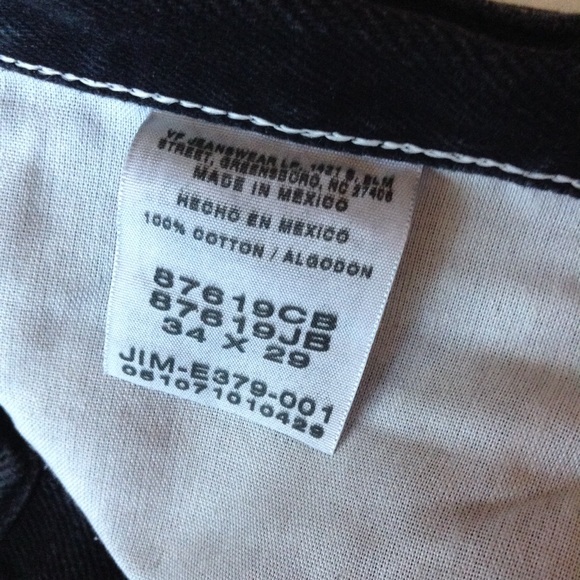 VF JEANSWEAR LP, 1421 S. ELM
STREET, GREENSBORO, NC 27406
MADE IN MEXICO
HECHO EN MEXICO
100% COTTON / ALGODON
87619CB
87619JB
34 X 29
JIM-E379-001
051071010429